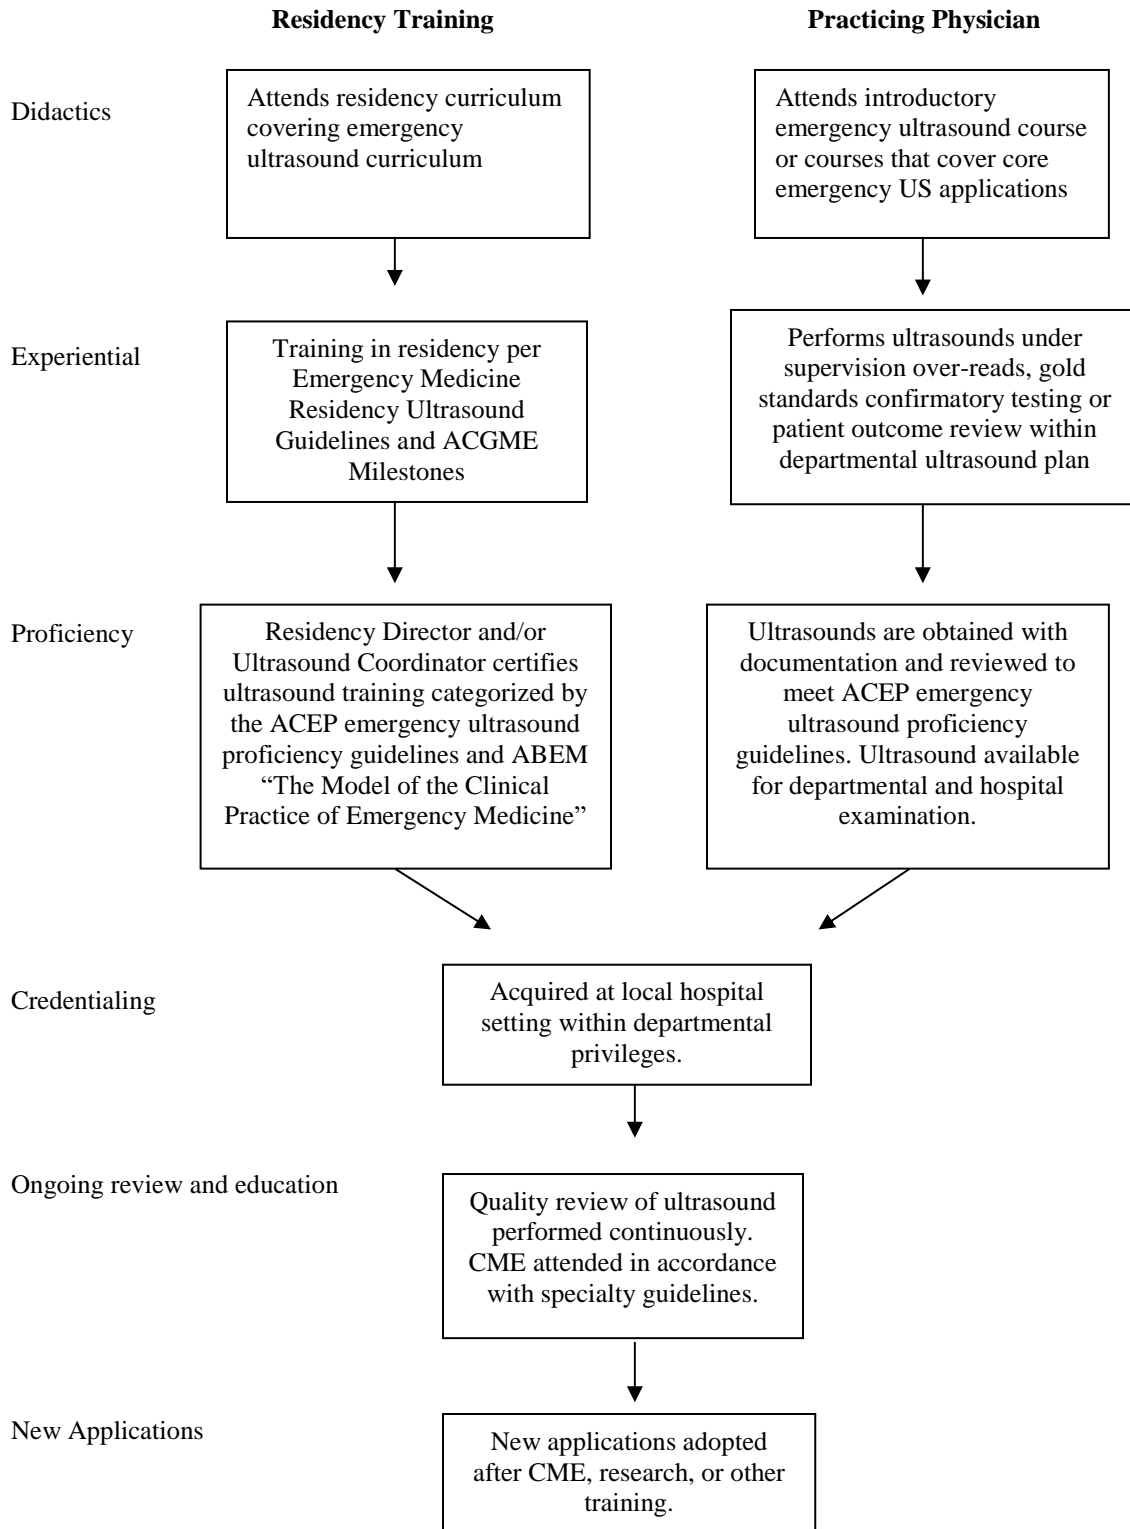 Residency Training
Practicing Physician
Didactics
Attends residency curriculum
covering emergency
ultrasound curriculum
Attends introductory
emergency ultrasound course
or courses that cover core
emergency US applications
Experiential
Training in residency per
Emergency Medicine
Residency Ultrasound
Guidelines and ACGME
Milestones
Performs ultrasounds under
supervision over-reads, gold
standards confirmatory testing or
patient outcome review within
departmental ultrasound plan
Proficiency
Residency Director and/or
Ultrasound Coordinator certifies
ultrasound training categorized by
the ACEP emergency ultrasound
proficiency guidelines and ABEM
“The Model of the Clinical
Practice of Emergency Medicine”
Ultrasounds are obtained with
documentation and reviewed to
meet ACEP emergency
ultrasound proficiency
guidelines. Ultrasound available
for departmental and hospital
examination.
Credentialing
Acquired at local hospital
setting within departmental
privileges.
Ongoing review and education
Quality review of ultrasound
performed continuously.
CME attended in accordance
with specialty guidelines.
New Applications
New applications adopted
after CME, research, or other
training.